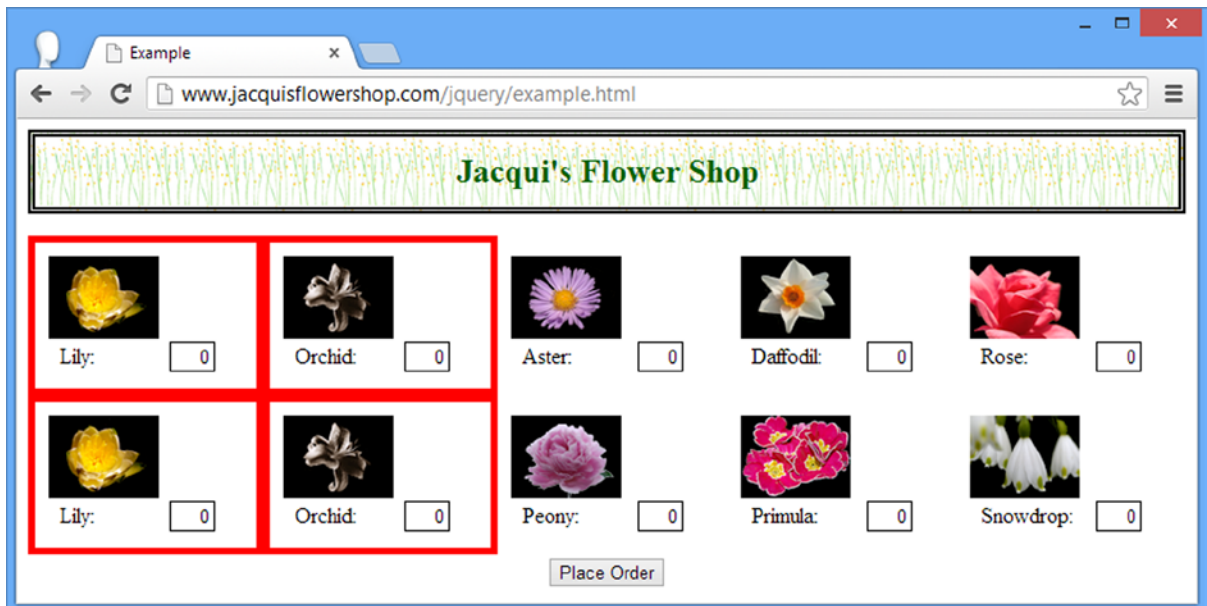 Example
www.jacquisflowershop.com/jquery/example.html
Jacqui's Flower Shop
Lily: 0 Orchid: 0 Aster: 0 Daffodil: 0 Rose: 0
Lily: 0 Orchid: 0 Peony: 0 Primula: 0 Snowdrop: 0
Place Order